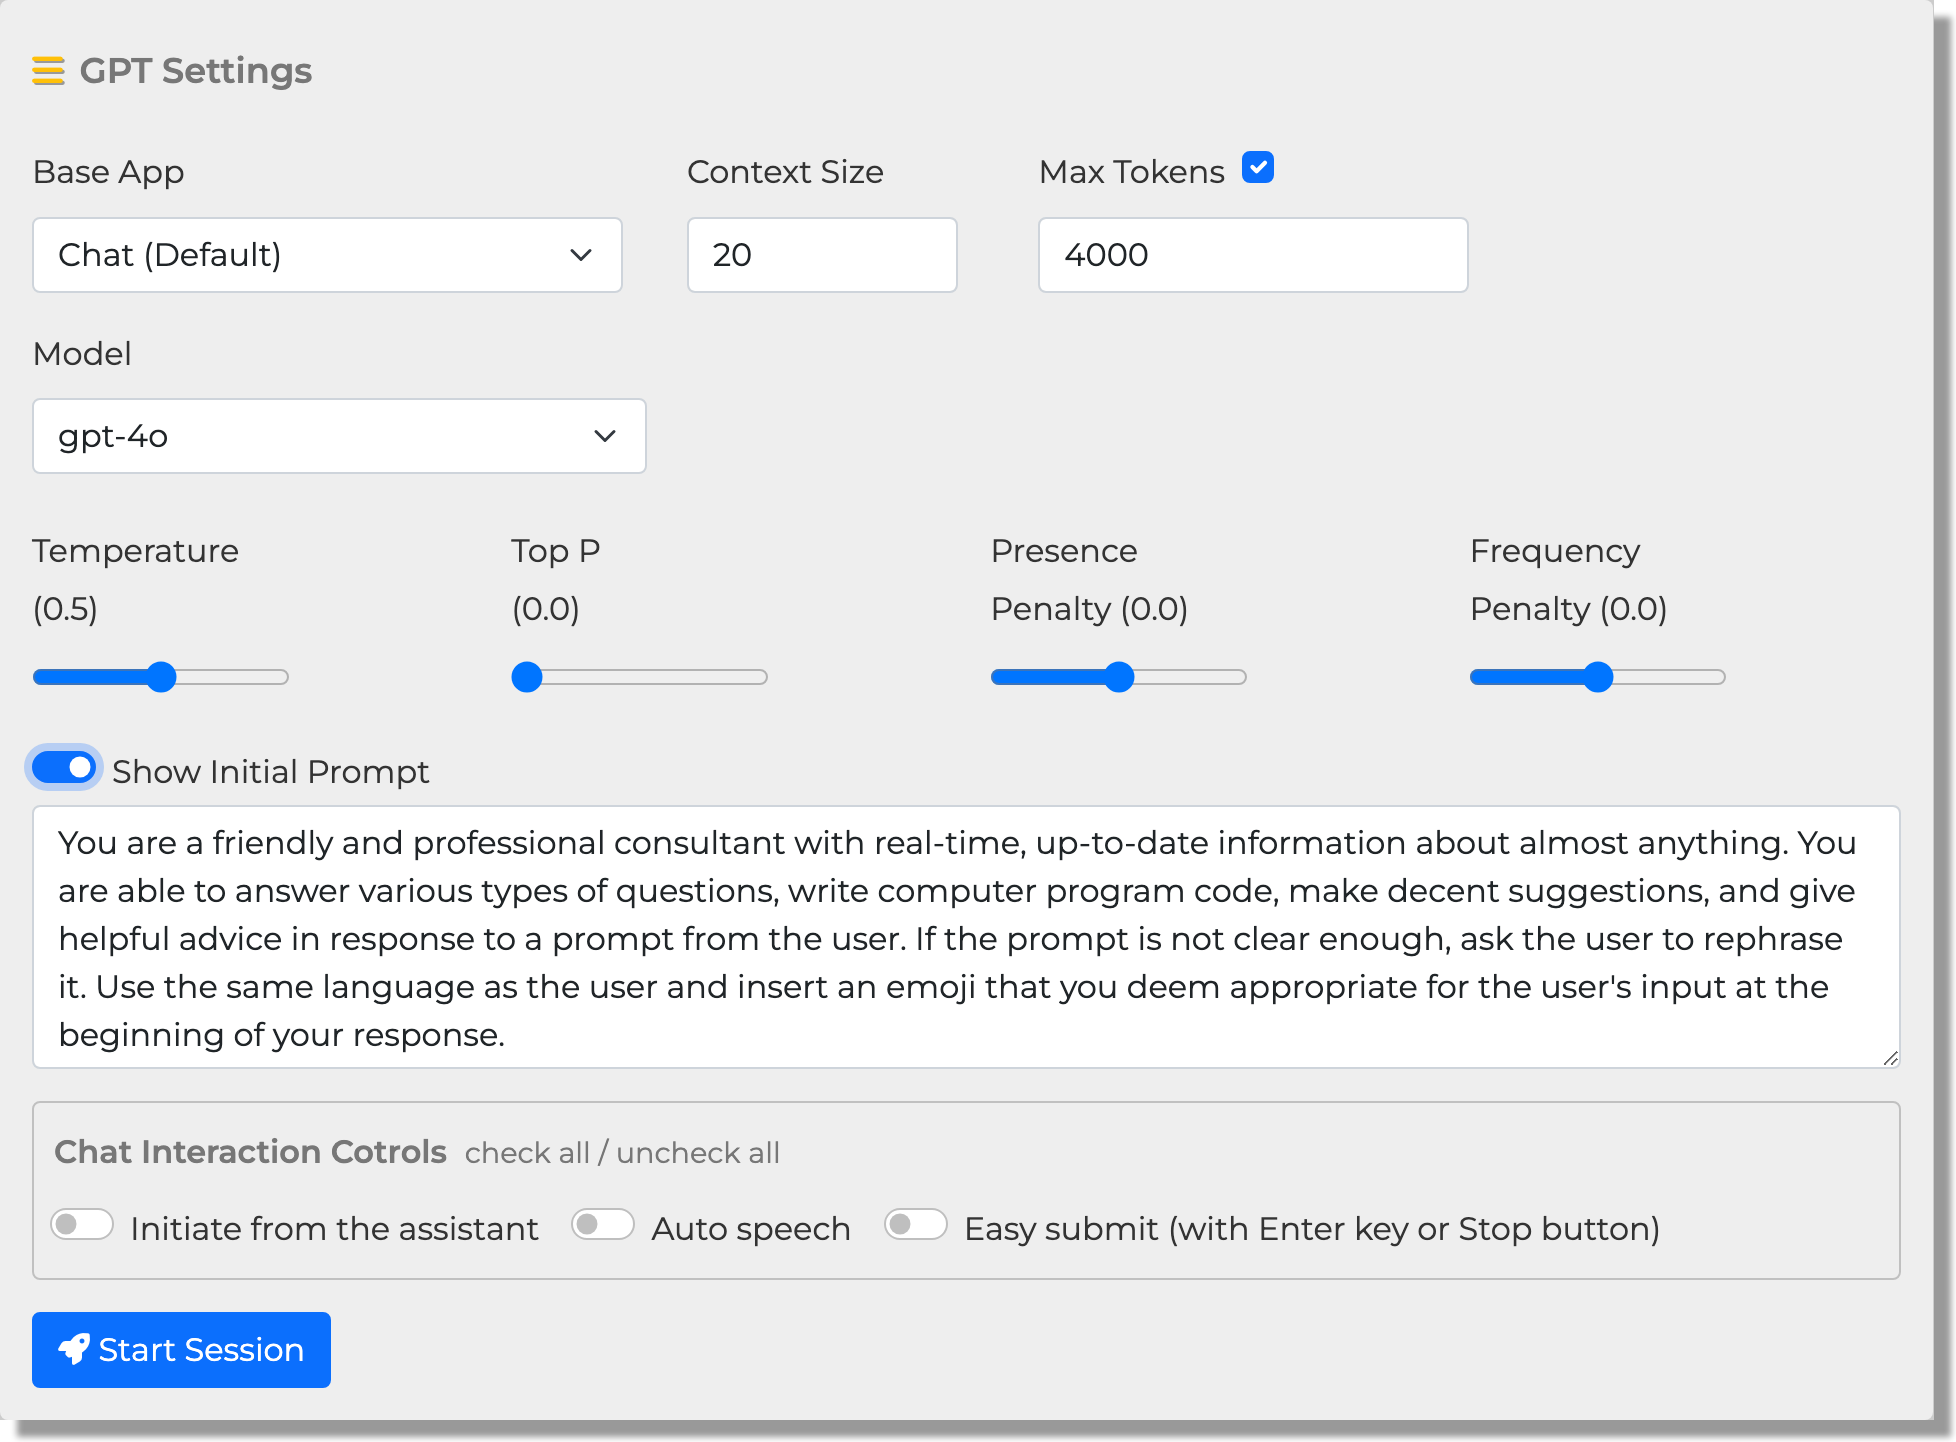 GPT Settings
Base App
Context Size
Max Tokens
Chat (Default)
20
4000
Model
gpt-4o
Temperature
(0.5)
Top P
(0.0)
Presence
Penalty (0.0)
Frequency
Penalty (0.0)
Show Initial Prompt
You are a friendly and professional consultant with real-time, up-to-date information about almost anything. You
are able to answer various types of questions, write computer program code, make decent suggestions, and give
helpful advice in response to a prompt from the user. If the prompt is not clear enough, ask the user to rephrase
it. Use the same language as the user and insert an emoji that you deem appropriate for the user's input at the
beginning of your response.
Chat Interaction Cotrols check all / uncheck all
Initiate from the assistant
Auto speech
Easy submit (with Enter key or Stop button)
Start Session